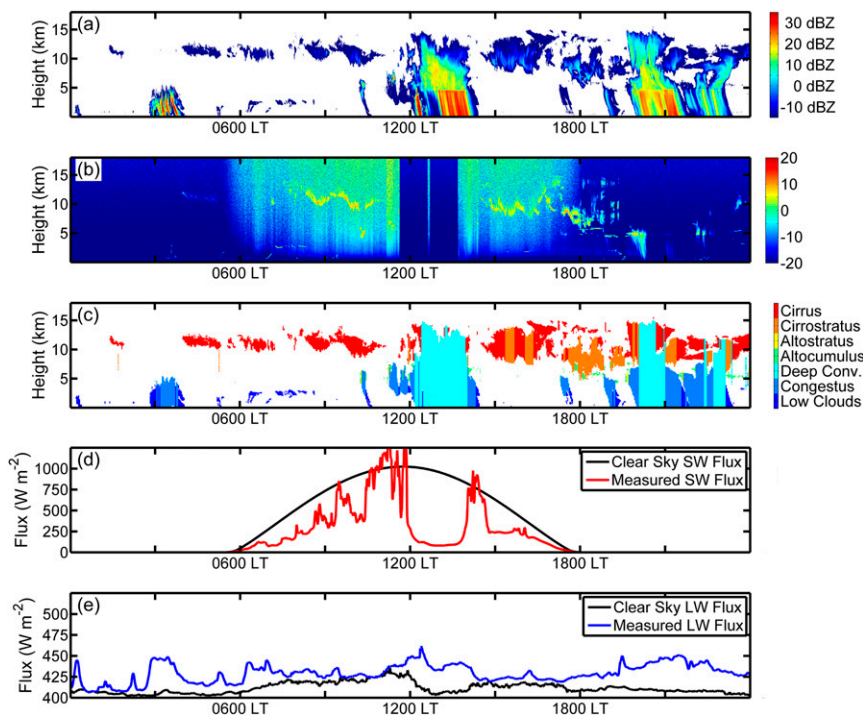 (a)
Height (km)
15
10
5
0600 LT
1200 LT
1800 LT
30 dBZ
20 dBZ
10 dBZ
0 dBZ
-10 dBZ
(b)
Height (km)
15
10
5
0600 LT
1200 LT
1800 LT
20
10
0
-10
-20
(c)
Height (km)
15
10
5
0600 LT
1200 LT
1800 LT
Cirrus
Cirrostratus
Altostratus
Altocumulus
Deep Conv.
Congestus
Low Clouds
(d)
Flux (W m-2)
1000
750
500
250
0
Clear Sky SW Flux
Measured SW Flux
0600 LT
1200 LT
1800 LT
(e)
Flux (W m-2)
500
475
450
425
400
Clear Sky LW Flux
Measured LW Flux
0600 LT
1200 LT
1800 LT